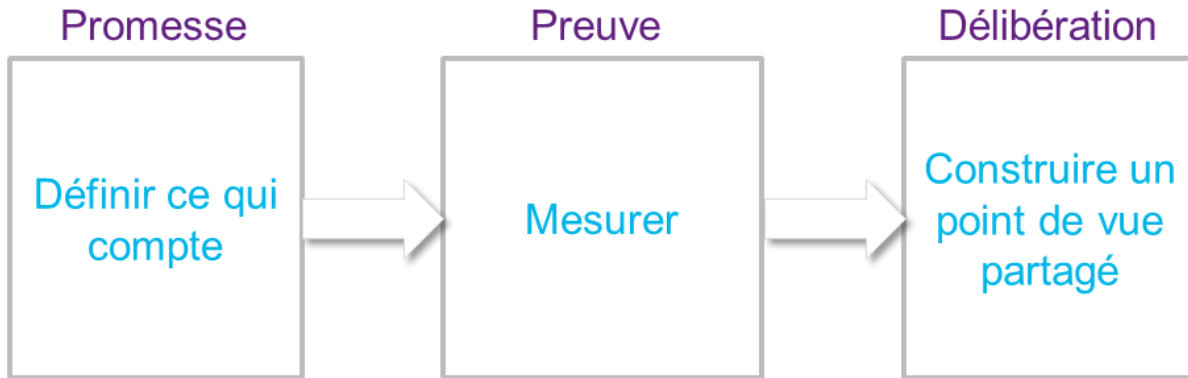 Promesse
Preuve
Délibération
Définir ce qui
compte
Mesurer
Construire un
point de vue
partagé